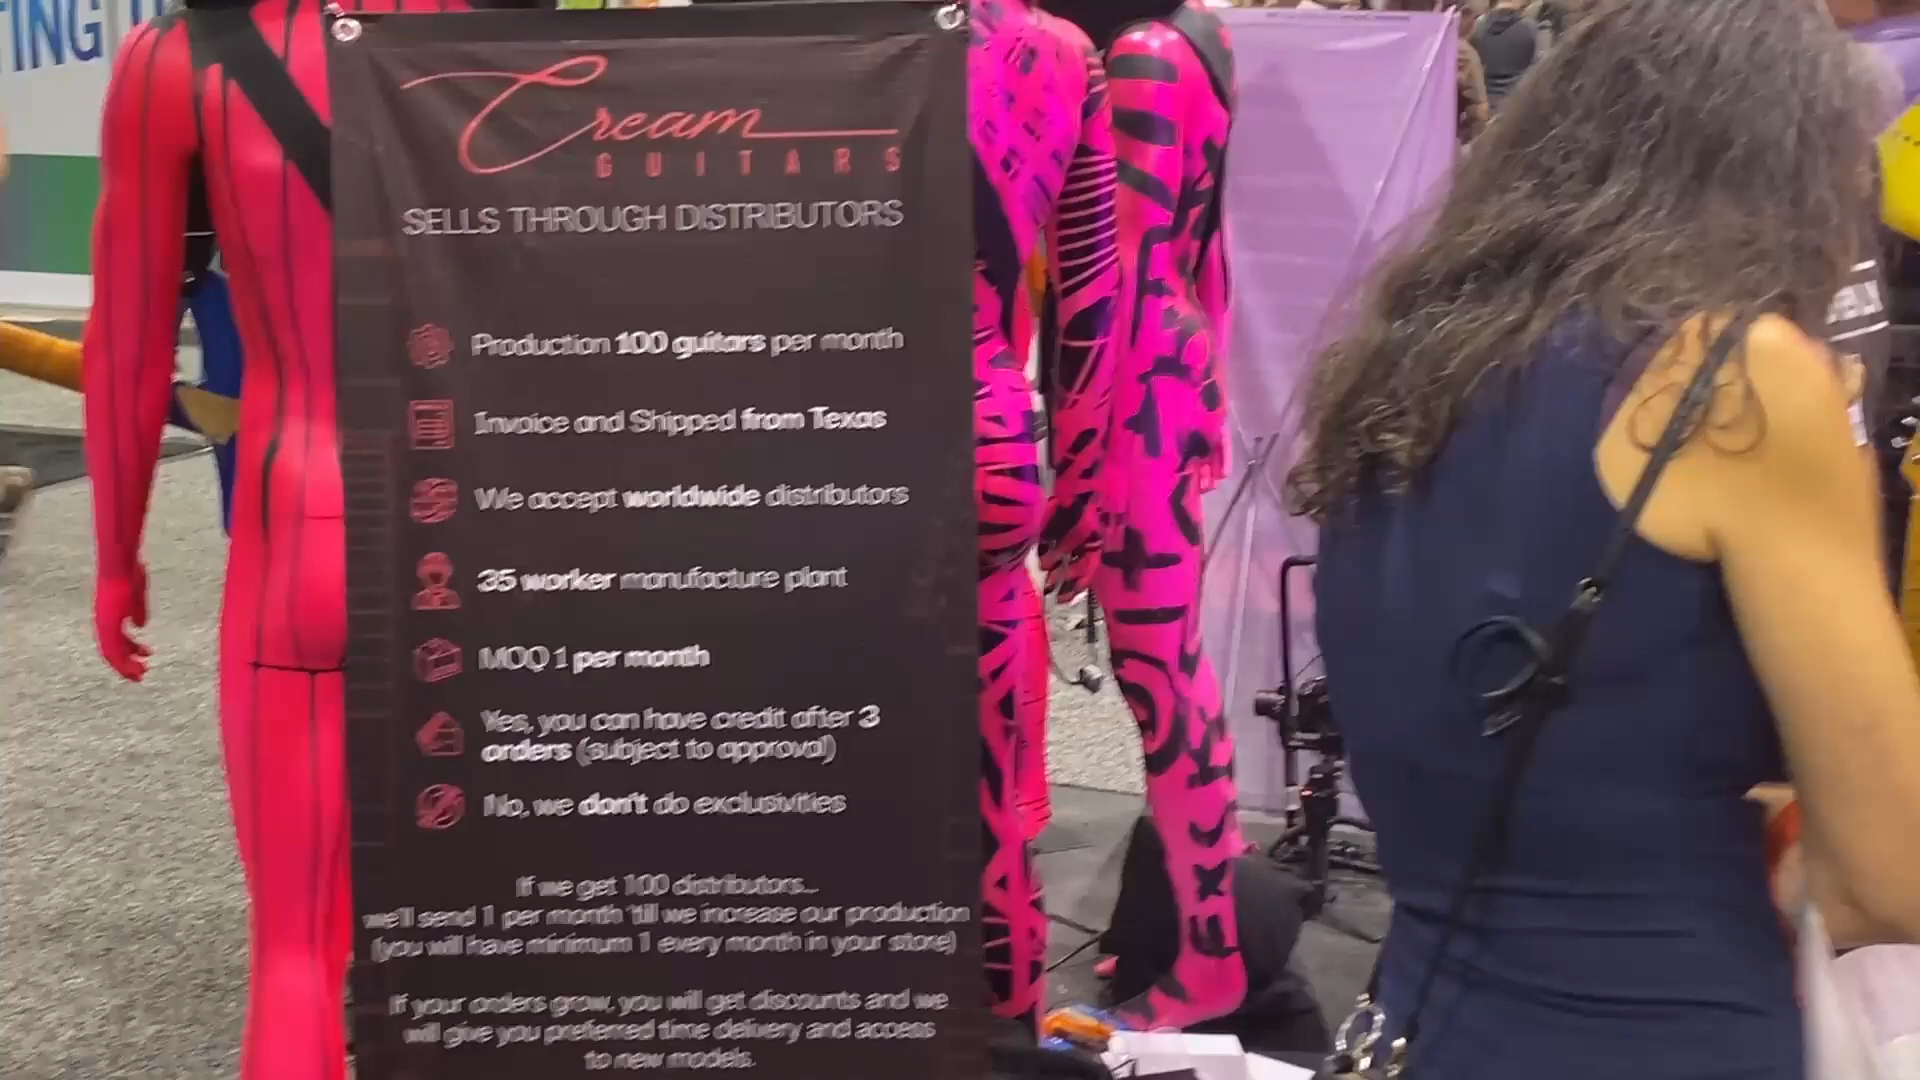 TING
Cream
GUITARS
SELLS THROUGH DISTRIBUTORS
Production 100 guitars per month
Invoice and Shipped from Texas
We accept worldwide distributors
35 worker manufacture plant
MOQ 1 per month
Yes, you can have credit after 3
orders (subject to approval)
No, we don't do exclusivities
If we get 100 distributors...
we'll send 1 per month 'till we increase our production
(you will have minimum 1 every month in your store)
If your orders grow, you will get discounts and we
will give you preferred time delivery and access
to new models.